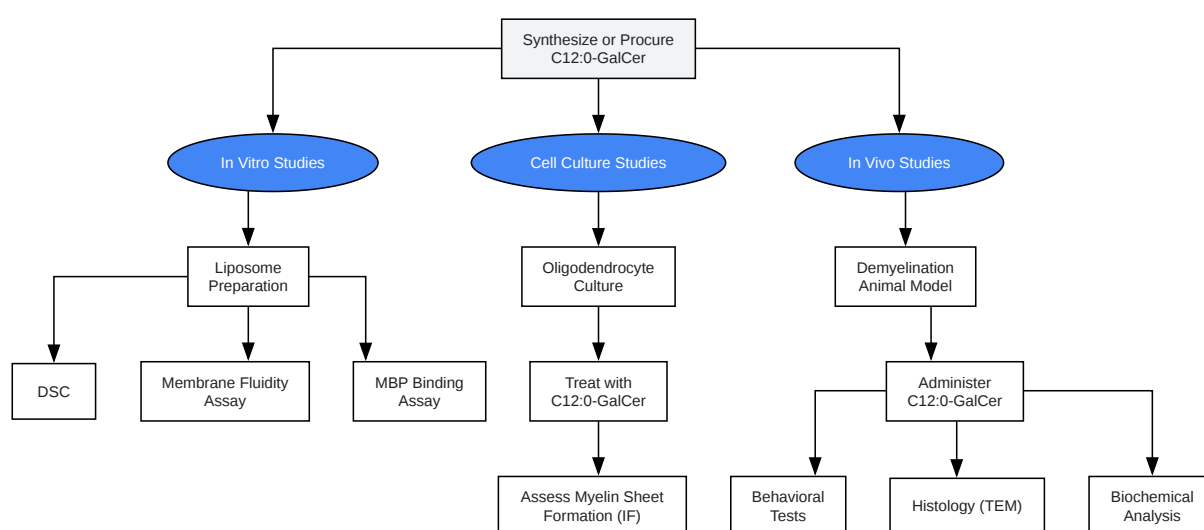 Synthesize or Procure
C12:0-GalCer
In Vitro Studies
Cell Culture Studies
In Vivo Studies
Liposome
Preparation
Oligodendrocyte
Culture
Demyelination
Animal Model
DSC
Membrane Fluidity
Assay
MBP Binding
Assay
Treat with
C12:0-GalCer
Administer
C12:0-GalCer
Assess Myelin Sheet
Formation (IF)
Behavioral
Tests
Histology (TEM)
Biochemical
Analysis